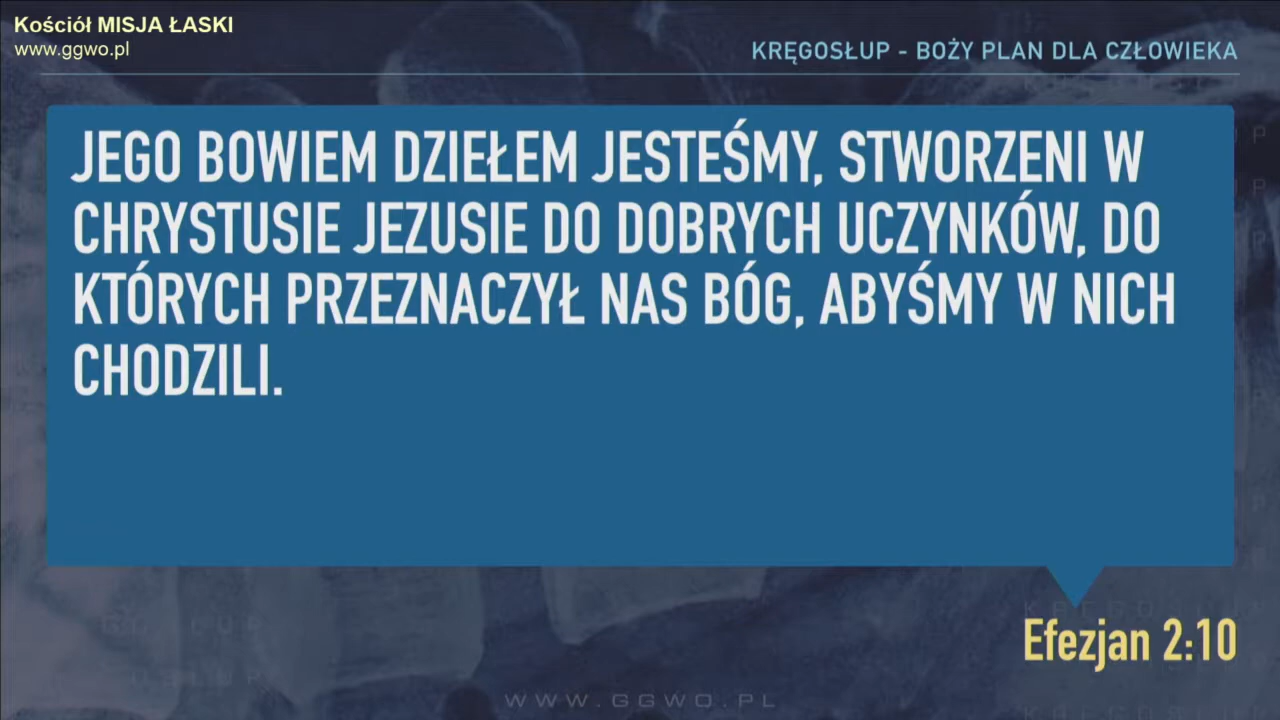 Kościół MISJA ŁASKI
www.ggwo.pl
KRĘGOSŁUP - BOŻY PLAN DLA CZŁOWIEKA
JEGO BOWIEM DZIEŁEM JESTEŚMY, STWORZENI W
CHRYSTUSIE JEZUSIE DO DOBRYCH UCZYNKÓW, DO
KTÓRYCH PRZEZNACZYŁ NAS BÓG, ABYŚMY W NICH
CHODZILI.
Efezjan 2:10
WWW.GGWO.PL